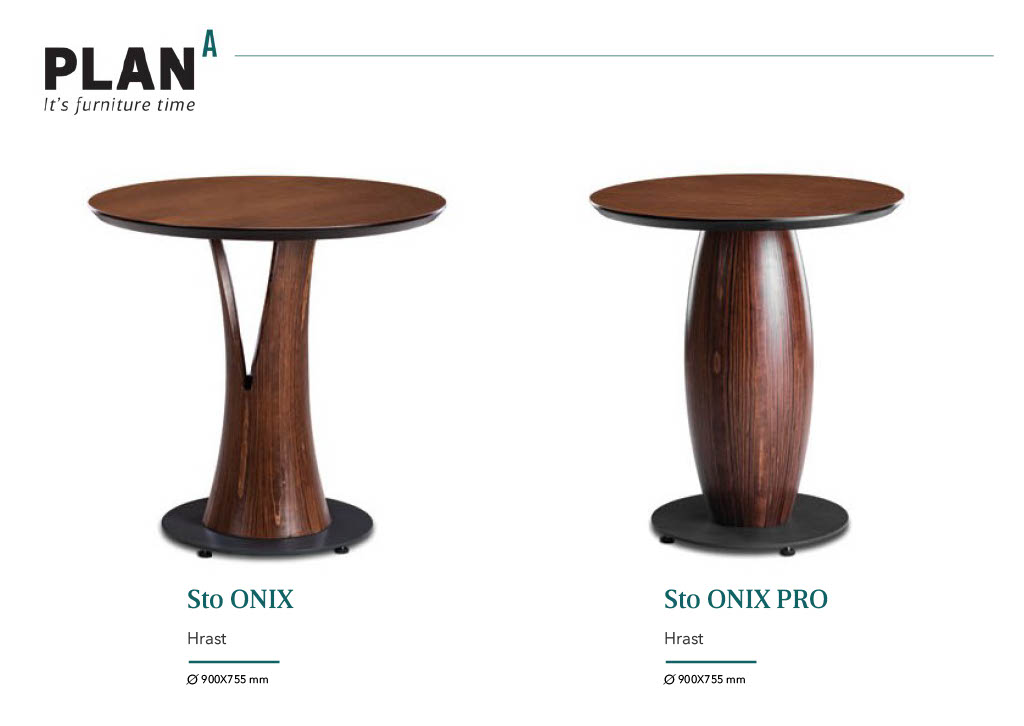 PLAN A
It's furniture time
Sto ONIX
Hrast
Ø 900X755 mm
Sto ONIX PRO
Hrast
Ø 900X755 mm